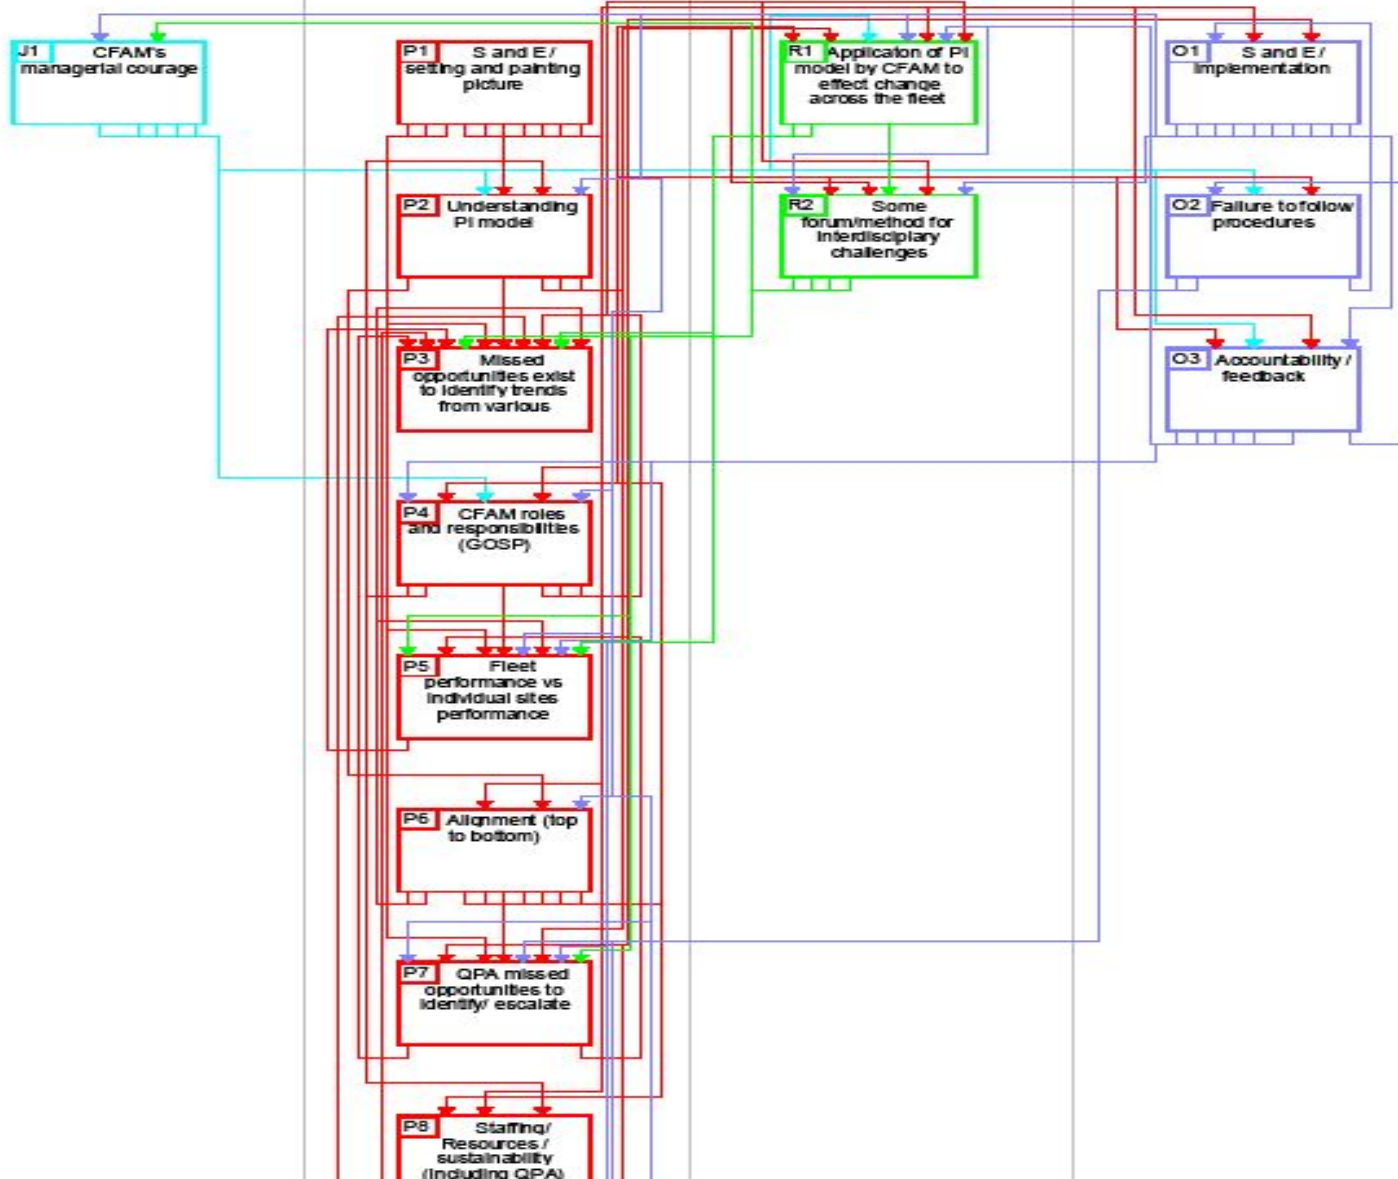 J1 CFAM's
managerial courage
P1 S and E /
setting and painting
picture
R1 Applicaton of PI
model by CFAM to
effect change
across the fleet
O1 S and E /
Implementation
P2 Understanding
PI model
R2 Some
forum/method for
interdisciplary
challenges
O2 Failure to follow
procedures
P3 Missed
opportunities exist
to identify trends
from various
O3 Accountability /
feedback
P4 CFAM roles
and responsibilities
(GOSP)
P5 Fleet
performance vs
individual sites
performance
P6 Alignment (top
to bottom)
P7 QPA missed
opportunities to
identify/ escalate
P8 Staffing/
Resources /
sustainability
(including QPA)